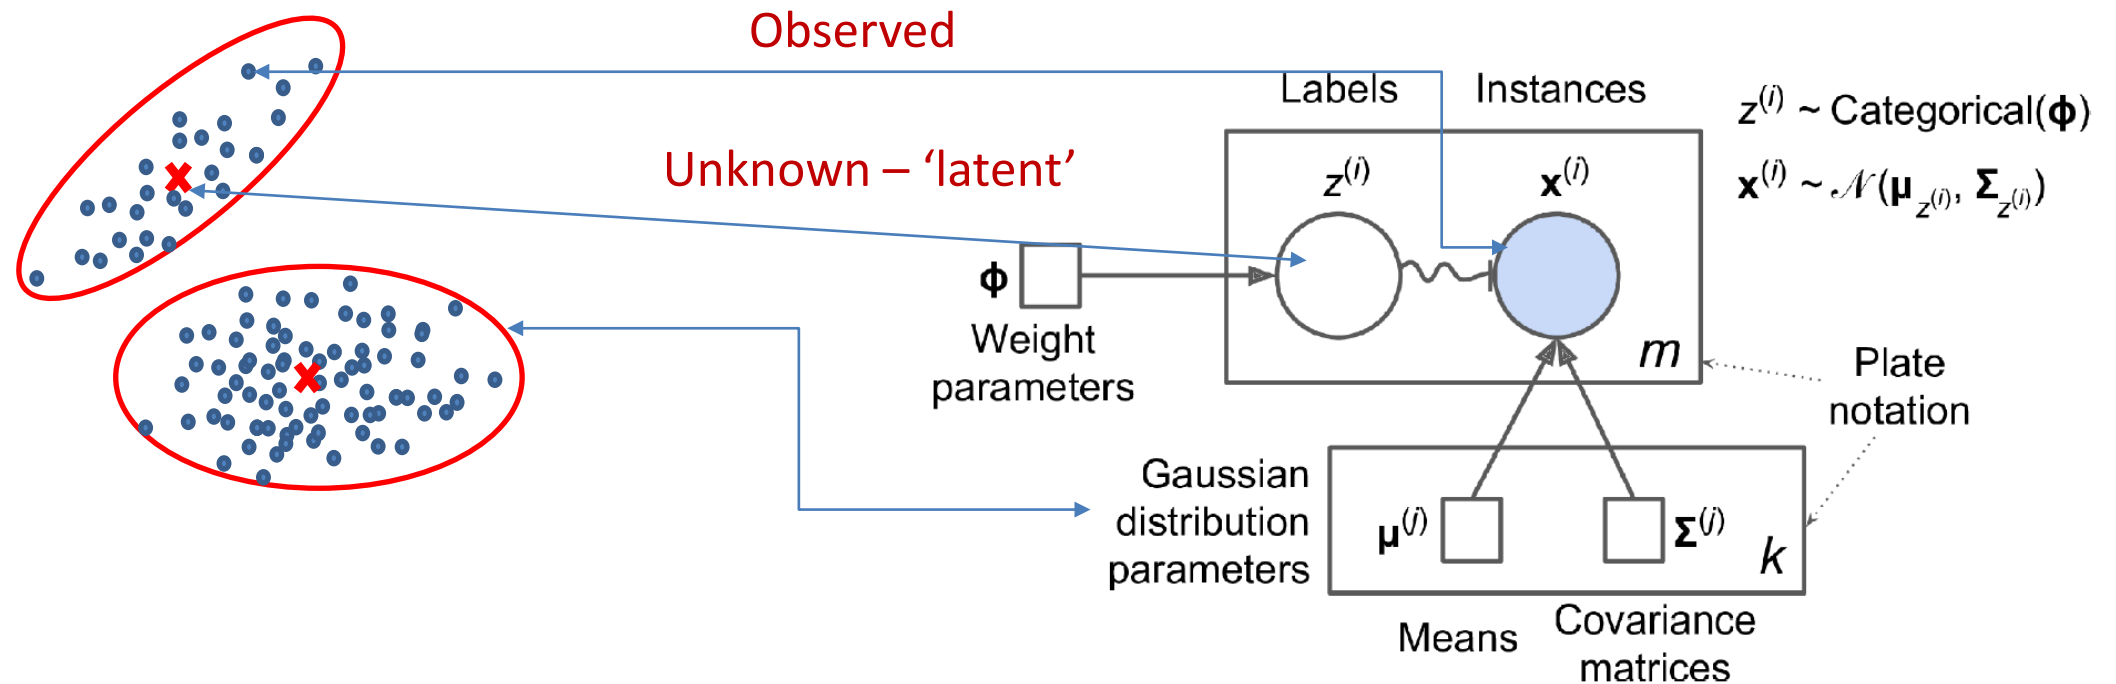 Observed
Labels
Instances
z(i) ~ Categorical(ϕ)
Unknown – ‘latent’
z(i)
x(i)
x(i) ~ 𝒩(μz(i), Σz(i))
ϕ
Weight
parameters
m
Plate
notation
Gaussian
distribution
parameters
μ(j)
Σ(j)
k
Means
Covariance
matrices